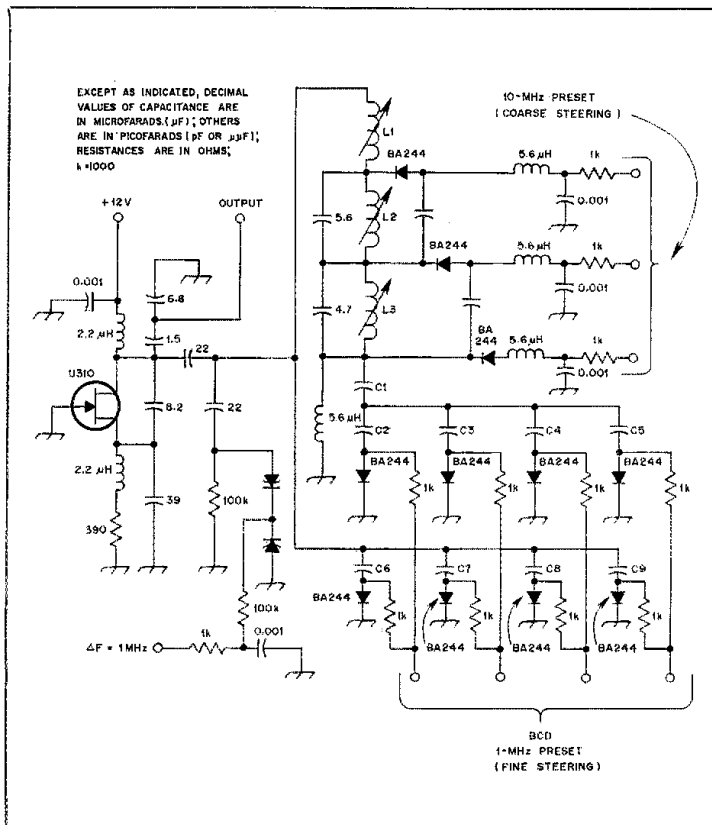 EXCEPT AS INDICATED, DECIMAL
VALUES OF CAPACITANCE ARE
IN MICROFARADS (µF); OTHERS
ARE IN PICOFARADS (pF OR µµF);
RESISTANCES ARE IN OHMS;
k=1000
10-MHz PRESET
(COARSE STEERING)
+12V
OUTPUT
L1
BA244
5.6 µH
1k
0.001
5.6
L2
0.001
6.8
BA244
5.6 µH
1k
0.001
4.7
L3
2.2 µH
1.5
22
BA
244
5.6 µH
1k
0.001
U310
8.2
22
C1
5.6 µH
C2
C3
C4
C5
BA244
BA244
BA244
BA244
1k
1k
1k
1k
2.2 µH
39
100k
390
C6
C7
C8
C9
BA244
1k
1k
1k
1k
100k
BA244
BA244
BA244
ΔF = 1MHz
1k
0.001
BCD
1-MHz PRESET
(FINE STEERING)